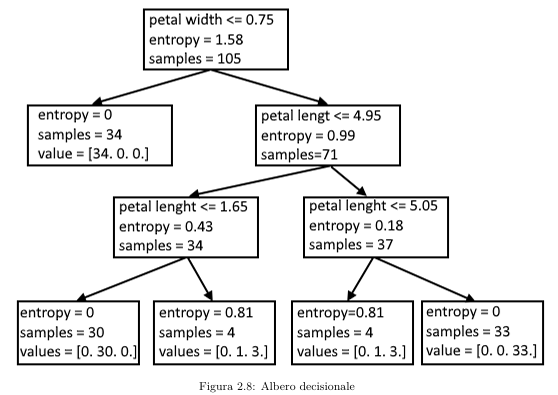 petal width <= 0.75
entropy = 1.58
samples = 105
entropy = 0
samples = 34
value = [34. 0. 0.]
petal lengt <= 4.95
entropy = 0.99
samples=71
petal lenght <= 1.65
entropy = 0.43
samples = 34
petal lenght <= 5.05
entropy = 0.18
samples = 37
entropy = 0
samples = 30
values = [0. 30. 0.]
entropy = 0.81
samples = 4
values = [0. 1. 3.]
entropy=0.81
samples = 4
values = [0. 1. 3.]
entropy = 0
samples = 33
value = [0. 0. 33.]
Figura 2.8: Albero decisionale